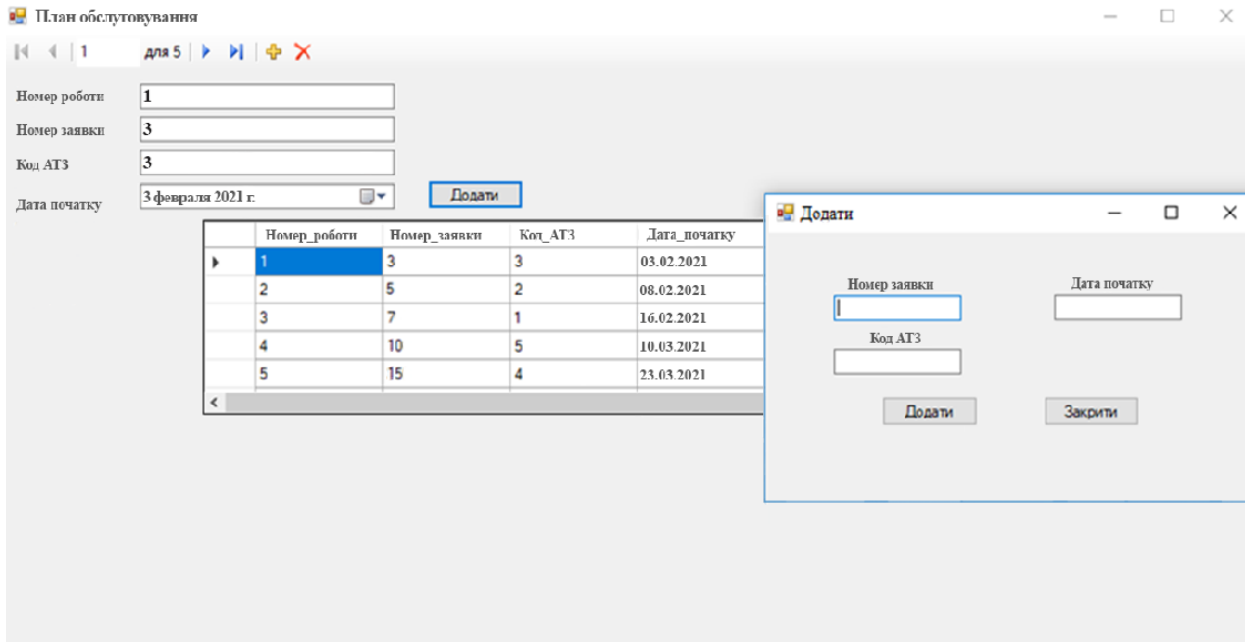 План обслутовування
1 для 5
Номер роботи 1
Номер заявки 3
Код АТЗ 3
Дата початку 3 февраля 2021 г. Додати
Номер_роботи Номер_заявки Код_АТЗ Дата_початку
1 3 3 03.02.2021
2 5 2 08.02.2021
3 7 1 16.02.2021
4 10 5 10.03.2021
5 15 4 23.03.2021
Додати
Номер заявки Дата початку
Код АТЗ
Додати Закрити